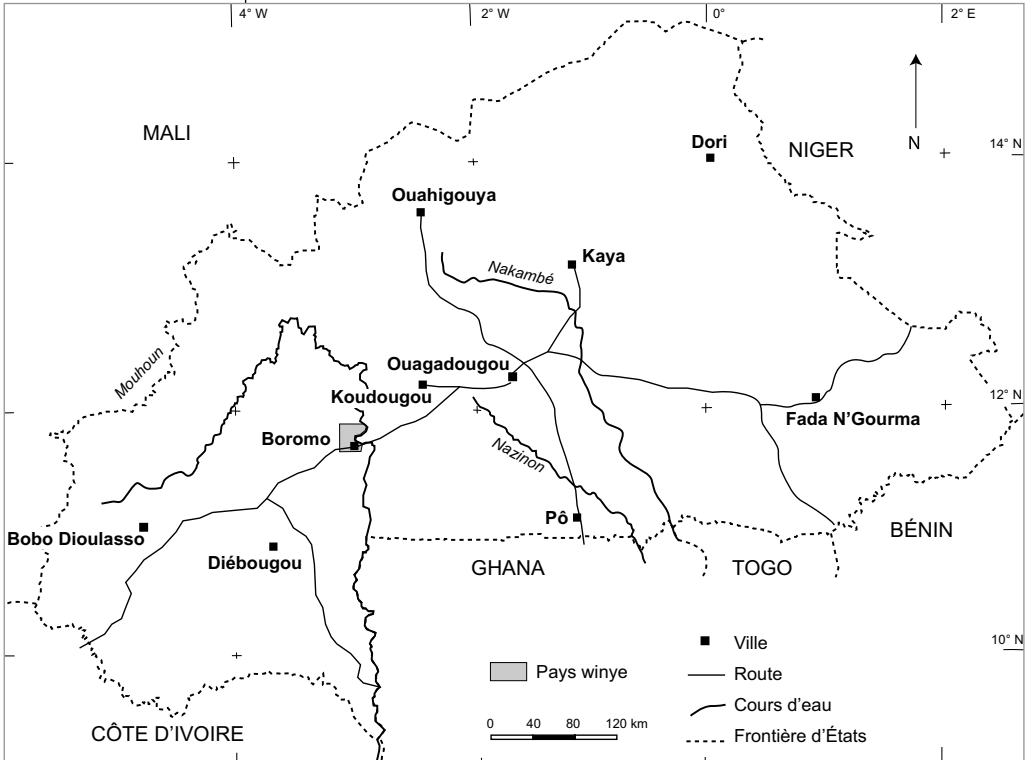 4° W
2° W
0°
2° E
MALI
Dori
NIGER
N
14° N
Ouahigouya
Kaya
Nakambé
Mouhoun
Ouagadougou
Koudougou
12° N
Fada N'Gourma
Boromo
Nazinon
Pô
BÉNIN
Bobo Dioulasso
Diébougou
GHANA
TOGO
10° N
Ville
Pays winye
Route
Cours d'eau
0 40 80 120 km
Frontière d'États
CÔTE D'IVOIRE